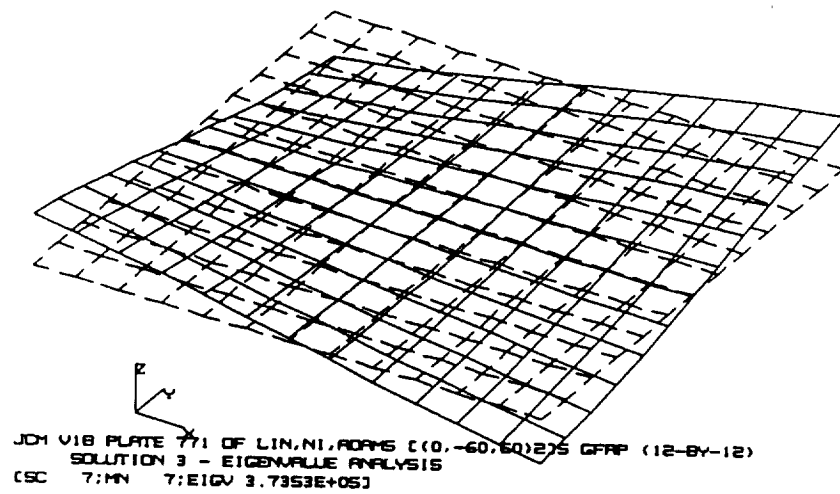 Z
Y
X
JCM V18 PLATE 771 OF LIN,NI,ADAMS [(0,-60,60)2]S GFRP (12-BY-12)
SOLUTION 3 - EIGENVALUE ANALYSIS
[SC 7;MN 7;EIGV 3.7353E+05]